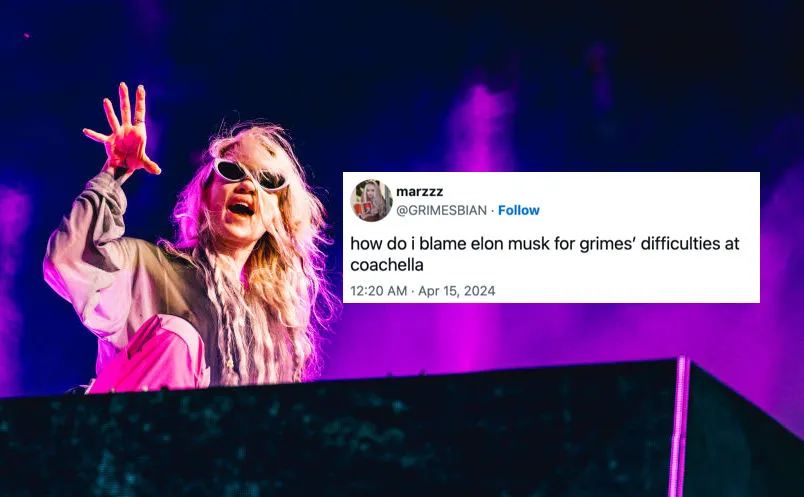 marzzz
@GRIMESBIAN · Follow
how do i blame elon musk for grimes’ difficulties at
coachella
12:20 AM · Apr 15, 2024